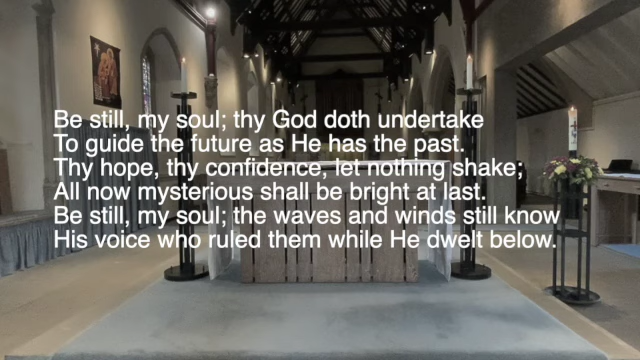 Be still, my soul; thy God doth undertake
To guide the future as He has the past.
Thy hope, thy confidence, let nothing shake;
All now mysterious shall be bright at last.
Be still, my soul; the waves and winds still know
His voice who ruled them while He dwelt below.